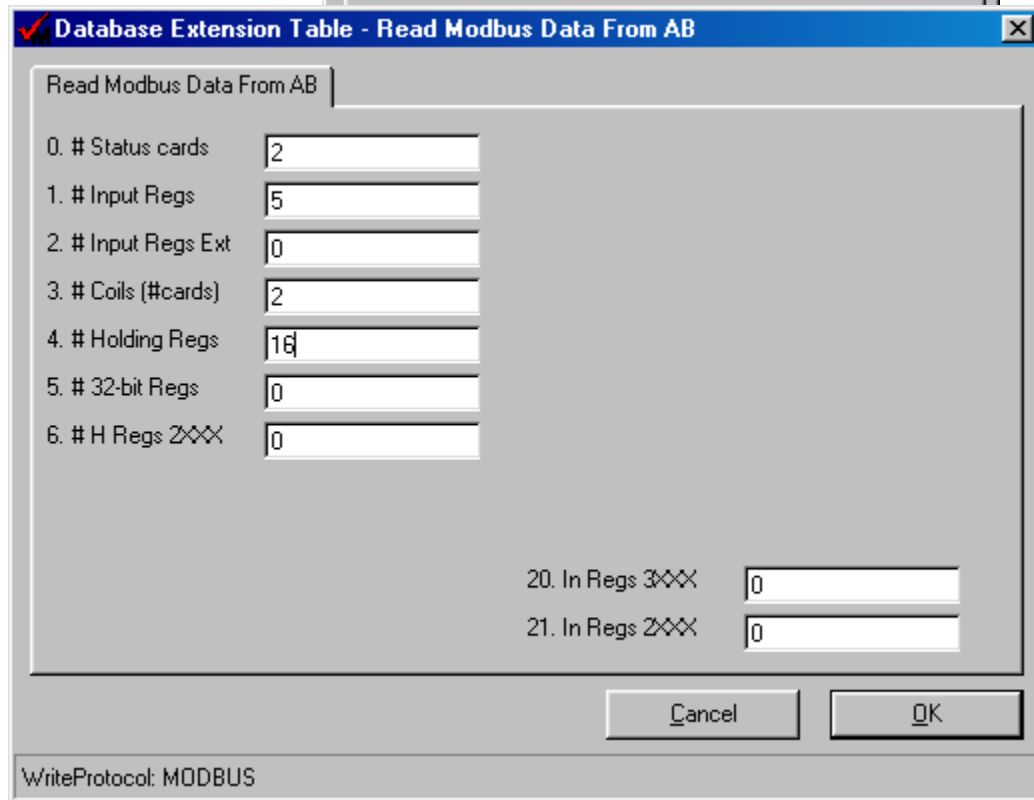 Database Extension Table - Read Modbus Data From AB
Read Modbus Data From AB
0. # Status cards 2
1. # Input Regs 5
2. # Input Regs Ext 0
3. # Coils (#cards) 2
4. # Holding Regs 16
5. # 32-bit Regs 0
6. # H Regs 2XXX 0
20. In Regs 3XXX 0
21. In Regs 2XXX 0
Cancel OK
WriteProtocol: MODBUS